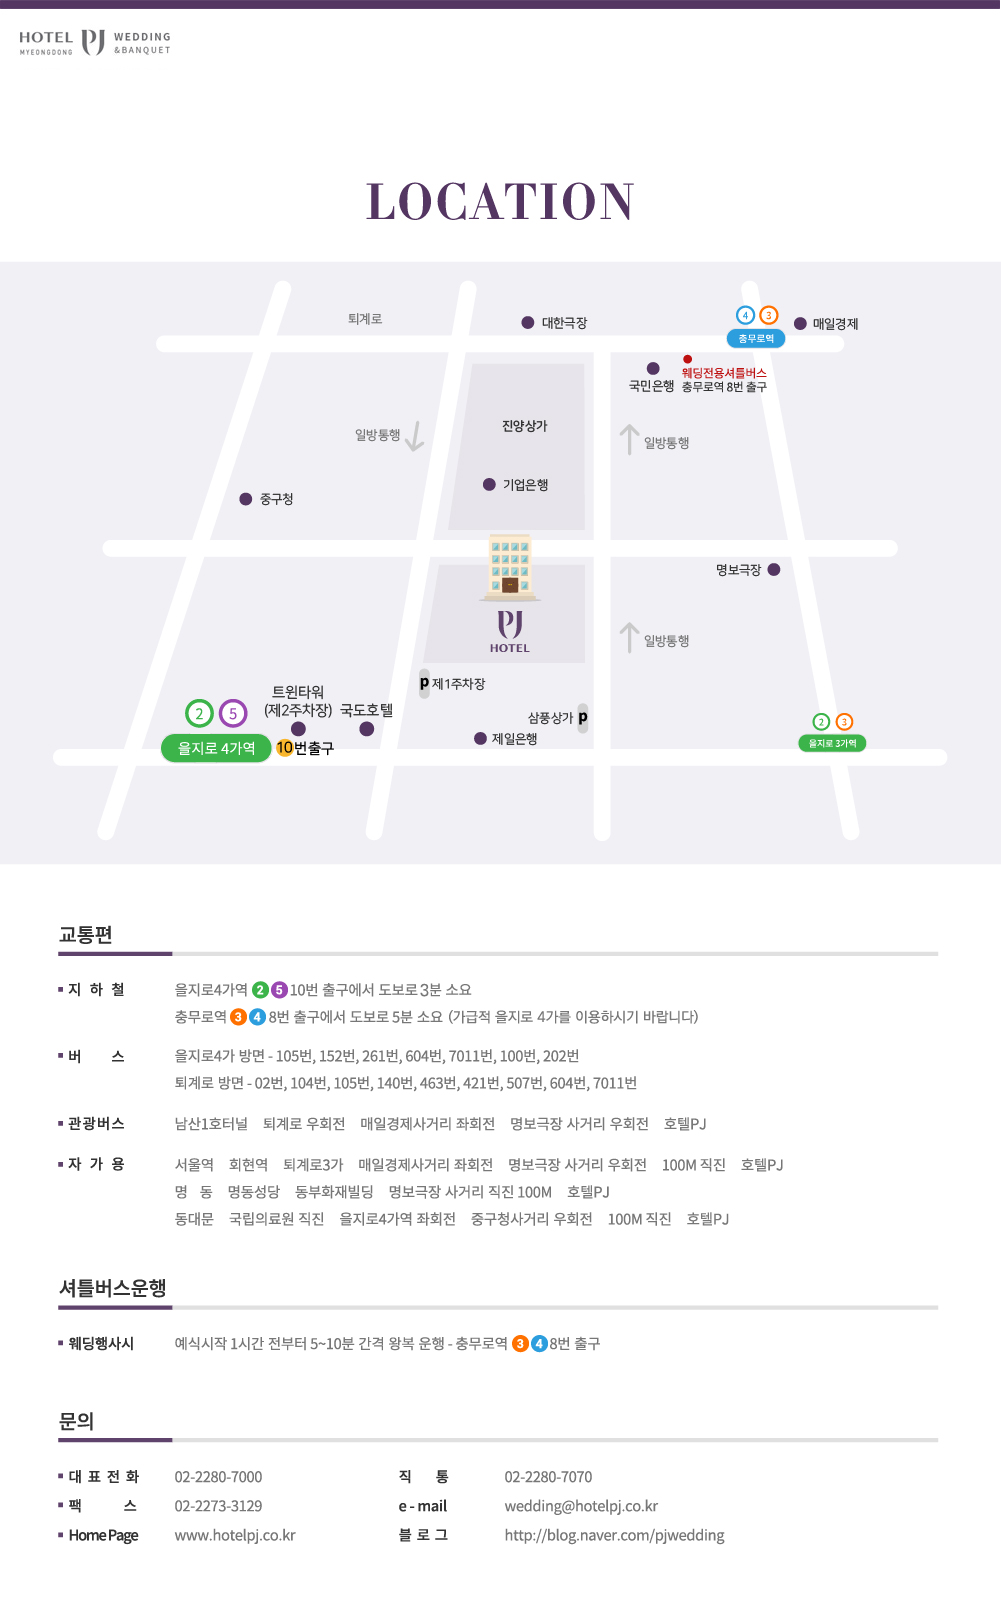 HOTEL PJ WEDDING
MYEONGDONG &BANQUET
LOCATION
퇴계로
대한극장
4 3
충무로역
매일경제
국민은행
웨딩전용셔틀버스
충무로역 8번 출구
진양상가
일방통행
일방통행
기업은행
중구청
명보극장
PJ
HOTEL
일방통행
p 제1주차장
트윈타워
(제2주차장) 국도호텔
삼풍상가 p
2 5
을지로 4가역
10번출구
제일은행
2 3
을지로 3가역
교통편
지 하 철 을지로4가역 2 5 10번 출구에서 도보로 3분 소요
충무로역 3 4 8번 출구에서 도보로 5분 소요 (가급적 을지로 4가를 이용하시기 바랍니다)
버 스 을지로4가 방면 - 105번, 152번, 261번, 604번, 7011번, 100번, 202번
퇴계로 방면 - 02번, 104번, 105번, 140번, 463번, 421번, 507번, 604번, 7011번
관광버스 남산1호터널 퇴계로 우회전 매일경제사거리 좌회전 명보극장 사거리 우회전 호텔PJ
자 가 용 서울역 회현역 퇴계로3가 매일경제사거리 좌회전 명보극장 사거리 우회전 100M 직진 호텔PJ
명 동 명동성당 동부화재빌딩 명보극장 사거리 직진 100M 호텔PJ
동대문 국립의료원 직진 을지로4가역 좌회전 중구청사거리 우회전 100M 직진 호텔PJ
셔틀버스운행
웨딩행사시 예식시작 1시간 전부터 5~10분 간격 왕복 운행 - 충무로역 3 4 8번 출구
문의
대 표 전 화 02-2280-7000 직 통 02-2280-7070
팩 스 02-2273-3129 e - mail wedding@hotelpj.co.kr
Home Page www.hotelpj.co.kr 블 로 그 http://blog.naver.com/pjwedding